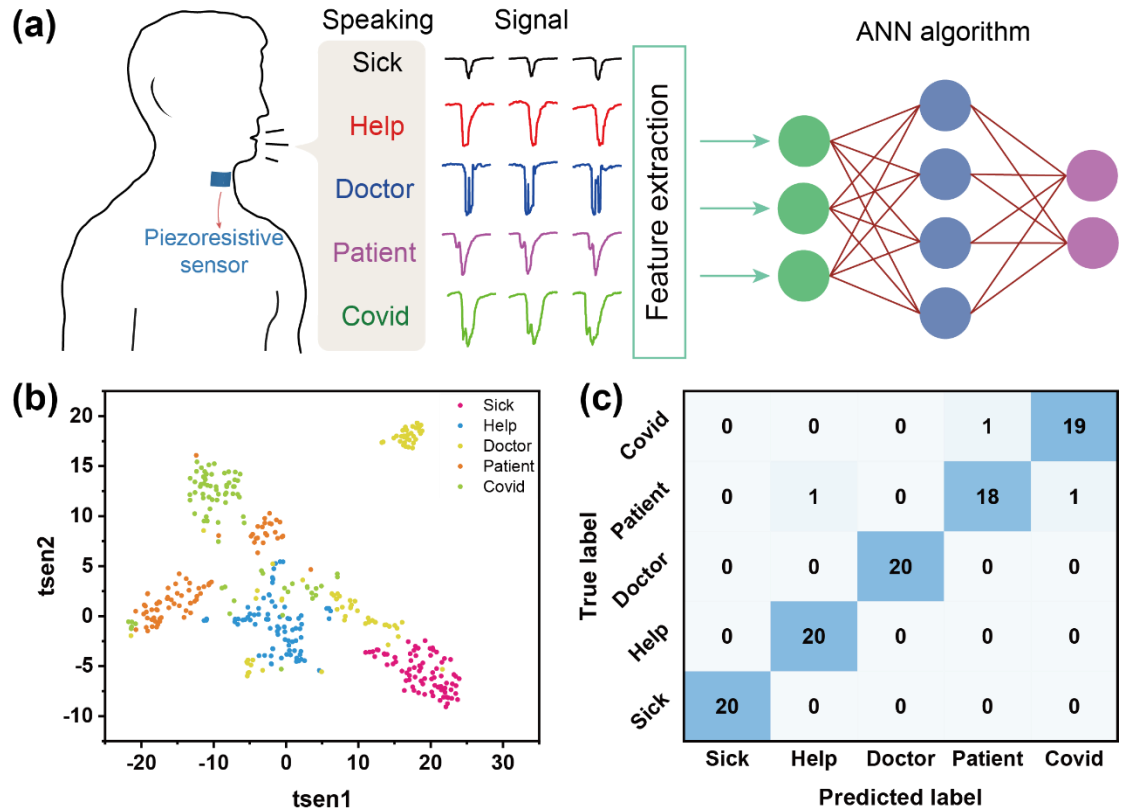 (a)
Speaking
Signal
ANN algorithm
Sick
Help
Doctor
Patient
Covid
Piezoresistive
sensor
Feature extraction
(b)
Sick
Help
Doctor
Patient
Covid
20
15
10
5
0
-5
-10
tsen2
-20
-10
0
10
20
30
tsen1
(c)
True label
Covid
0 0 0 1 19
Patient
0 1 0 18 1
Doctor
0 0 20 0 0
Help
0 20 0 0 0
Sick
20 0 0 0 0
Sick Help Doctor Patient Covid
Predicted label